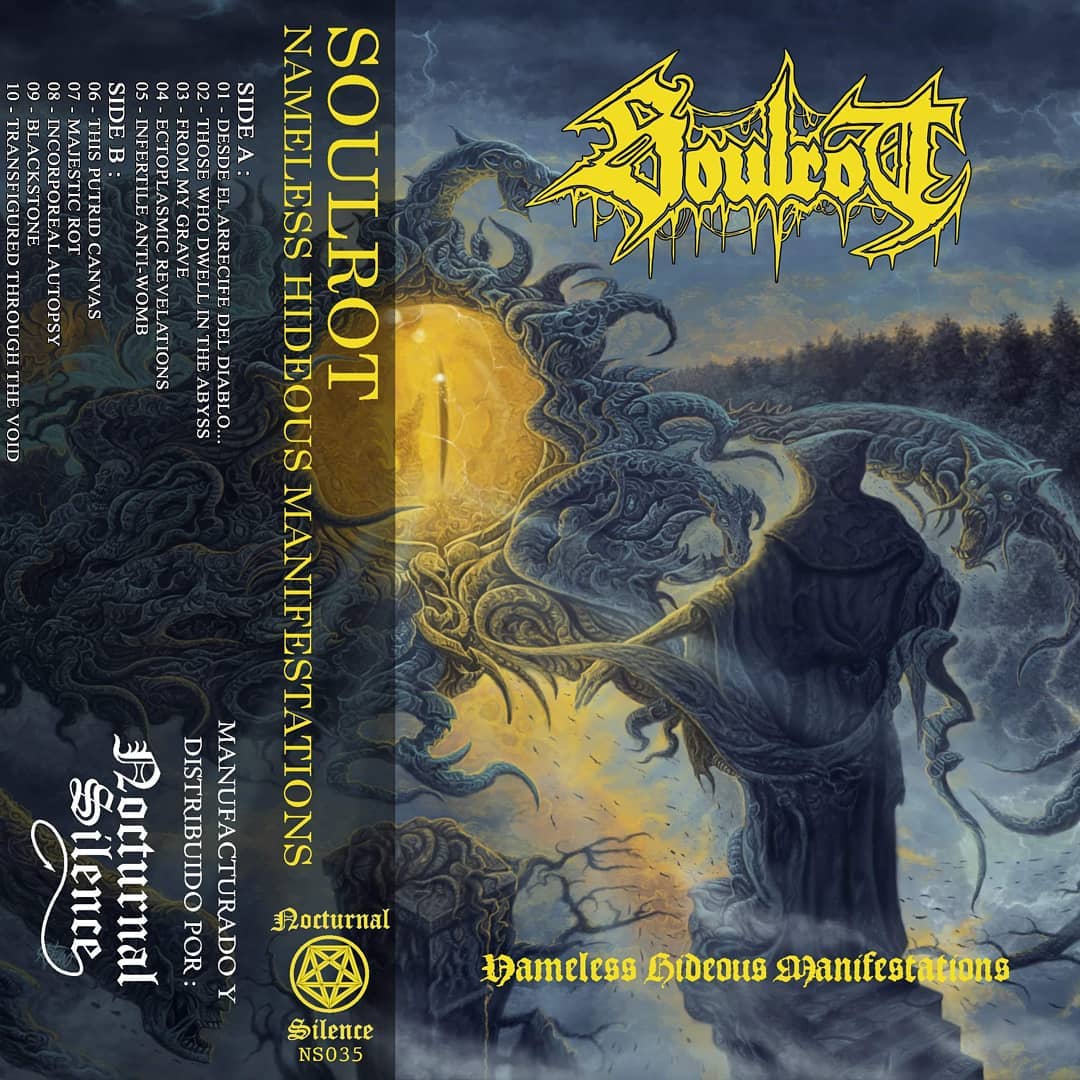 SIDE A :
01 - DESDE EL ARRECIFE DEL DIABLO...
02 - THOSE WHO DWELL IN THE ABYSS
03 - FROM MY GRAVE
04 - ECTOPLASMIC REVELATIONS
05 - INFERTILE ANTI-WOMB
SIDE B :
06 - THIS PUTRID CANVAS
07 - MAJESTIC ROT
08 - INCORPOREAL AUTOPSY
09 - BLACKSTONE
10 - TRANSFIGURED THROUGH THE VOID
MANUFACTURADO Y
DISTRIBUIDO POR :
Nocturnal
Silence
SOULROT
NAMELESS HIDEOUS MANIFESTATIONS
Nocturnal
Silence
NS035
Soulrot
Nameless Hideous Manifestations